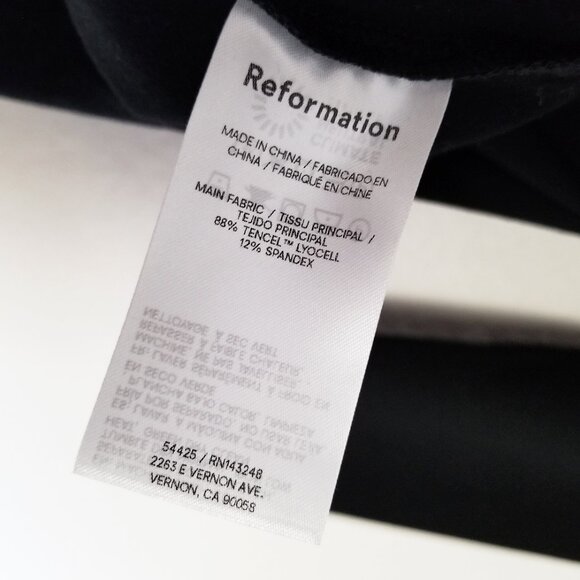 Reformation
MADE IN CHINA / FABRICADO EN
CHINA / FABRIQUÉ EN CHINE
MAIN FABRIC / TISSU PRINCIPAL /
TEJIDO PRINCIPAL
88% TENCEL™ LYOCELL
12% SPANDEX
54425 / RN143248
2263 E VERNON AVE.
VERNON, CA 90058